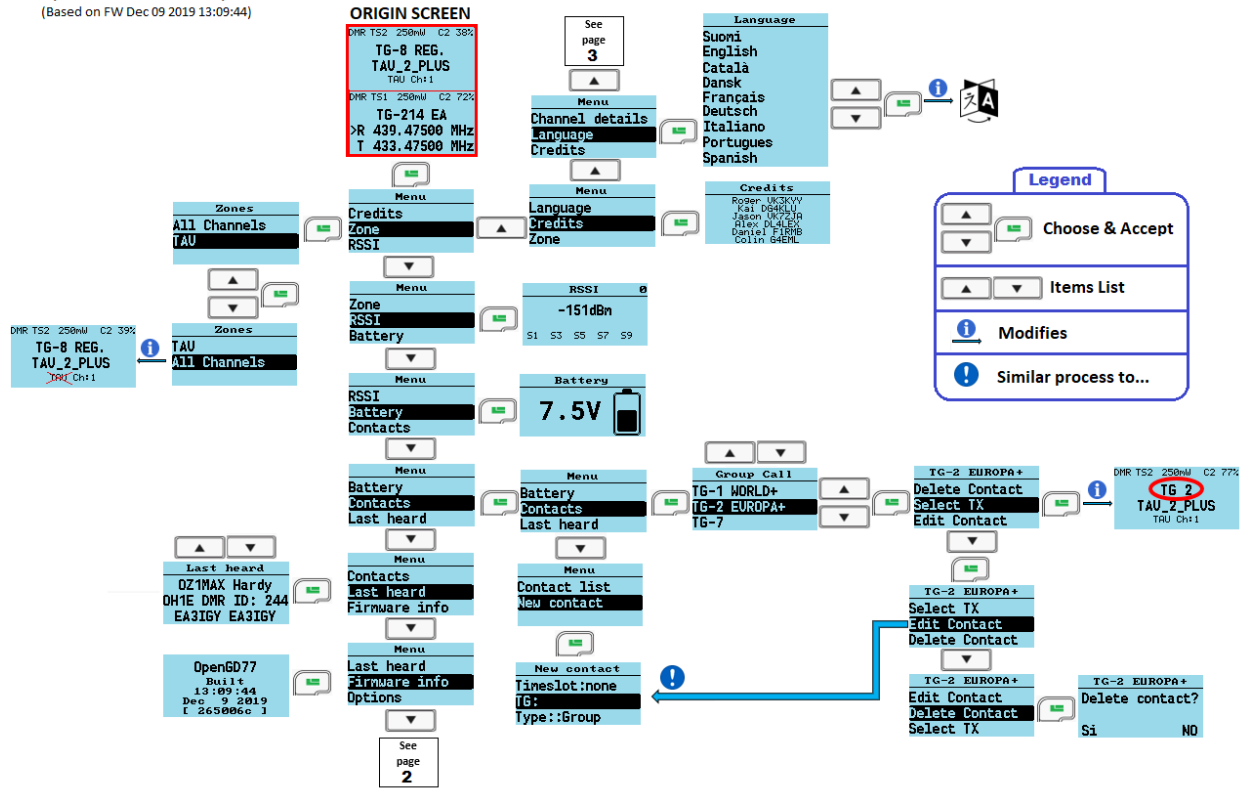 (Based on FW Dec 09 2019 13:09:44)
ORIGIN SCREEN
DMR TS2 250mW C2 38%
TG-8 REG.
TAV_2_PLUS
TAU Ch:1
DMR TS1 250mW C2 72%
TG-214 EA
>R 439.47500 MHz
T 433.47500 MHz
See
page
3
Menu
Channel details
Language
Credits
Language
Suomi
English
Català
Dansk
Français
Deutsch
Italiano
Portugues
Spanish
A
Menu
Language
Credits
Zone
Credits
Roger VK3KYY
Kai DG4KLU
Jason VK7ZJA
Alex DL4LEX
Daniel F1RMB
Colin G4EML
Legend
Choose & Accept
Items List
Modifies
Similar process to...
Menu
Credits
Zone
RSSI
Zones
All Channels
TAU
Zones
TAU
All Channels
DMR TS2 250mW C2 39%
TG-8 REG.
TAV_2_PLUS
TAU Ch:1
Menu
Zone
RSSI
Battery
RSSI 0
-151dBm
S1 S3 S5 S7 S9
Menu
RSSI
Battery
Contacts
Battery
7.5V
Menu
Battery
Contacts
Last heard
Menu
Battery
Contacts
Last heard
Group Call
TG-1 WORLD+
TG-2 EUROPA+
TG-7
TG-2 EUROPA+
Delete Contact
Select TX
Edit Contact
DMR TS2 250mW C2 77%
TG 2
TAV_2_PLUS
TAU Ch:1
Menu
Contacts
Last heard
Firmware info
Last heard
OZ1MAX Hardy
OH1E DMR ID: 244
EA3IGY EA3IGY
Menu
Contact list
New contact
TG-2 EUROPA+
Select TX
Edit Contact
Delete Contact
Menu
Last heard
Firmware info
Options
OpenGD77
Built
13:09:44
Dec 9 2019
[ 265006c ]
New contact
Timeslot:none
TG:
Type::Group
TG-2 EUROPA+
Edit Contact
Delete Contact
Select TX
TG-2 EUROPA+
Delete contact?
Si NO
See
page
2